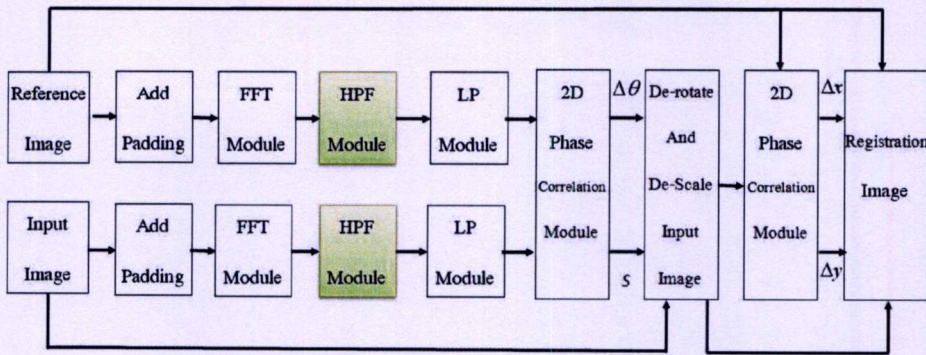 Reference
Image
Add
Padding
FFT
Module
HPF
Module
LP
Module
Input
Image
Add
Padding
FFT
Module
HPF
Module
LP
Module
2D
Phase
Correlation
Module
Δθ
s
De-rotate
And
De-Scale
Input
Image
2D
Phase
Correlation
Module
Δx
Δy
Registration
Image